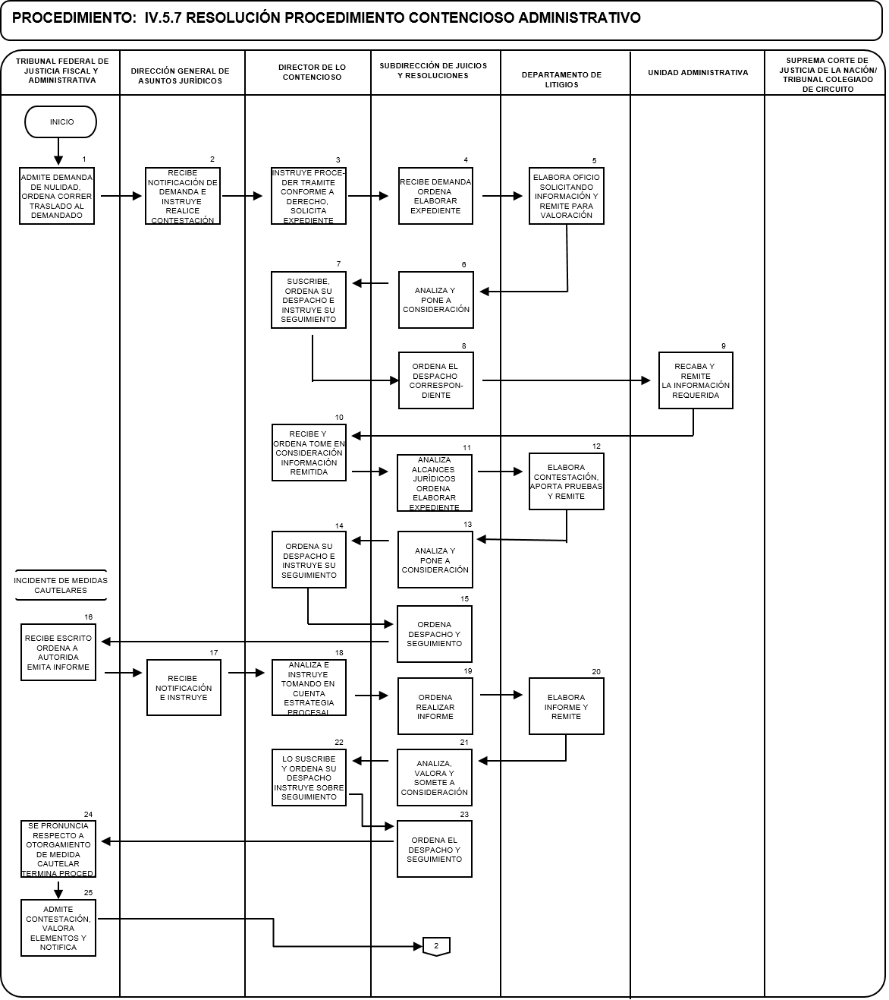 PROCEDIMIENTO:  IV.5.7 RESOLUCIÓN PROCEDIMIENTO CONTENCIOSO ADMINISTRATIVO
TRIBUNAL FEDERAL DE
JUSTICIA FISCAL Y
ADMINISTRATIVA
DIRECCIÓN GENERAL DE
ASUNTOS JURÍDICOS
DIRECTOR DE LO
CONTENCIOSO
SUBDIRECCIÓN DE JUICIOS
Y RESOLUCIONES
DEPARTAMENTO DE
LITIGIOS
UNIDAD ADMINISTRATIVA
SUPREMA CORTE DE
JUSTICIA DE LA NACIÓN/
TRIBUNAL COLEGIADO
DE CIRCUITO
INICIO
1
ADMITE DEMANDA
DE NULIDAD,
ORDENA CORRER
TRASLADO AL
DEMANDADO
2
RECIBE
NOTIFICACIÓN DE
DEMANDA E
INSTRUYE
REALICE
CONTESTACIÓN
3
INSTRUYE PROCE-
DER TRAMITE
CONFORME A
DERECHO,
SOLICITA
EXPEDIENTE
4
RECIBE DEMANDA
ORDENA
ELABORAR
EXPEDIENTE
5
ELABORA OFICIO
SOLICITANDO
INFORMACIÓN Y
REMITE PARA
VALORACIÓN
6
ANALIZA Y
PONE A
CONSIDERACIÓN
7
SUSCRIBE,
ORDENA SU
DESPACHO E
INSTRUYE SU
SEGUIMIENTO
8
ORDENA EL
DESPACHO
CORRESPON-
DIENTE
9
RECABA Y
REMITE
LA INFORMACIÓN
REQUERIDA
10
RECIBE Y
ORDENA TOME EN
CONSIDERACIÓN
INFORMACIÓN
REMITIDA
11
ANALIZA
ALCANCES
JURÍDICOS
ORDENA
ELABORAR
EXPEDIENTE
12
ELABORA
CONTESTACIÓN,
APORTA PRUEBAS
Y REMITE
13
ANALIZA Y
PONE A
CONSIDERACIÓN
14
ORDENA SU
DESPACHO E
INSTRUYE SU
SEGUIMIENTO
15
ORDENA
DESPACHO Y
SEGUIMIENTO
INCIDENTE DE MEDIDAS
CAUTELARES
16
RECIBE ESCRITO
ORDENA A
AUTORIDA
EMITA INFORME
17
RECIBE
NOTIFICACIÓN
E INSTRUYE
18
ANALIZA E
INSTRUYE
TOMANDO EN
CUENTA
ESTRATEGIA
PROCESAL
19
ORDENA
REALIZAR
INFORME
20
ELABORA
INFORME Y
REMITE
21
ANALIZA,
VALORA Y
SOMETE A
CONSIDERACIÓN
22
LO SUSCRIBE
Y ORDENA SU
DESPACHO
INSTRUYE SOBRE
SEGUIMIENTO
23
ORDENA EL
DESPACHO Y
SEGUIMIENTO
24
SE PRONUNCIA
RESPECTO A
OTORGAMIENTO
DE MEDIDA
CAUTELAR
TERMINA PROCED.
25
ADMITE
CONTESTACIÓN,
VALORA
ELEMENTOS Y
NOTIFICA
2